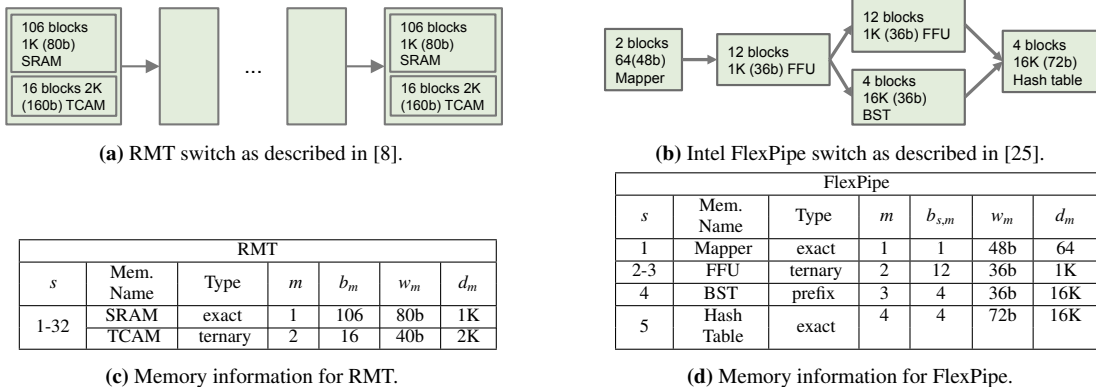 106 blocks
1K (80b)
SRAM
16 blocks 2K
(160b) TCAM
...
106 blocks
1K (80b)
SRAM
16 blocks 2K
(160b) TCAM
(a) RMT switch as described in [8].
2 blocks
64(48b)
Mapper
12 blocks
1K (36b) FFU
12 blocks
1K (36b) FFU
4 blocks
16K (36b)
BST
4 blocks
16K (72b)
Hash table
(b) Intel FlexPipe switch as described in [25].
RMT
s Mem. Name Type m b_m w_m d_m
1-32 SRAM exact 1 106 80b 1K
TCAM ternary 2 16 40b 2K
(c) Memory information for RMT.
FlexPipe
s Mem. Name Type m b_{s,m} w_m d_m
1 Mapper exact 1 1 48b 64
2-3 FFU ternary 2 12 36b 1K
4 BST prefix 3 4 36b 16K
5 Hash Table exact 4 4 72b 16K
(d) Memory information for FlexPipe.